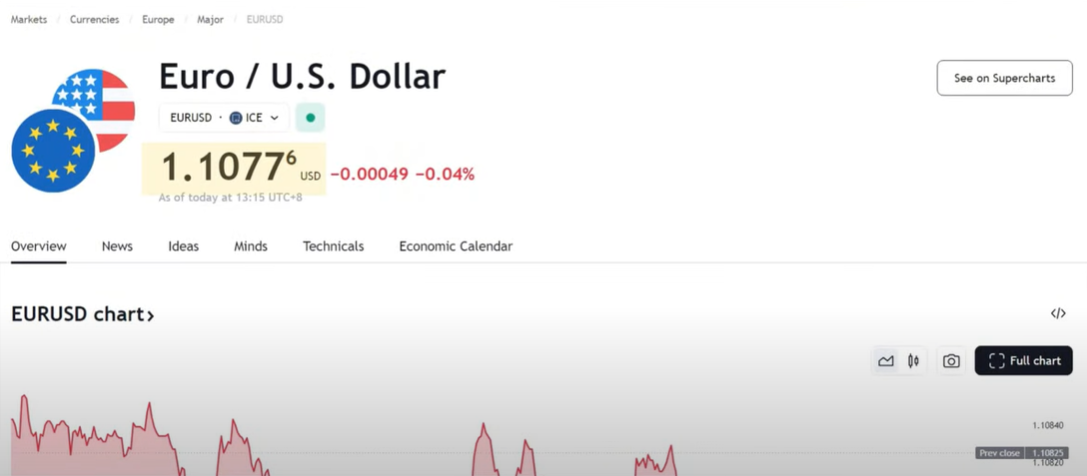 Markets / Currencies / Europe / Major / EURUSD
Euro / U.S. Dollar
See on Supercharts
EURUSD · ICE
1.10776 USD −0.00049 −0.04%
As of today at 13:15 UTC+8
Overview News Ideas Minds Technicals Economic Calendar
EURUSD chart›
</>
Full chart
1.10840
Prev close 1.10825
1.10820